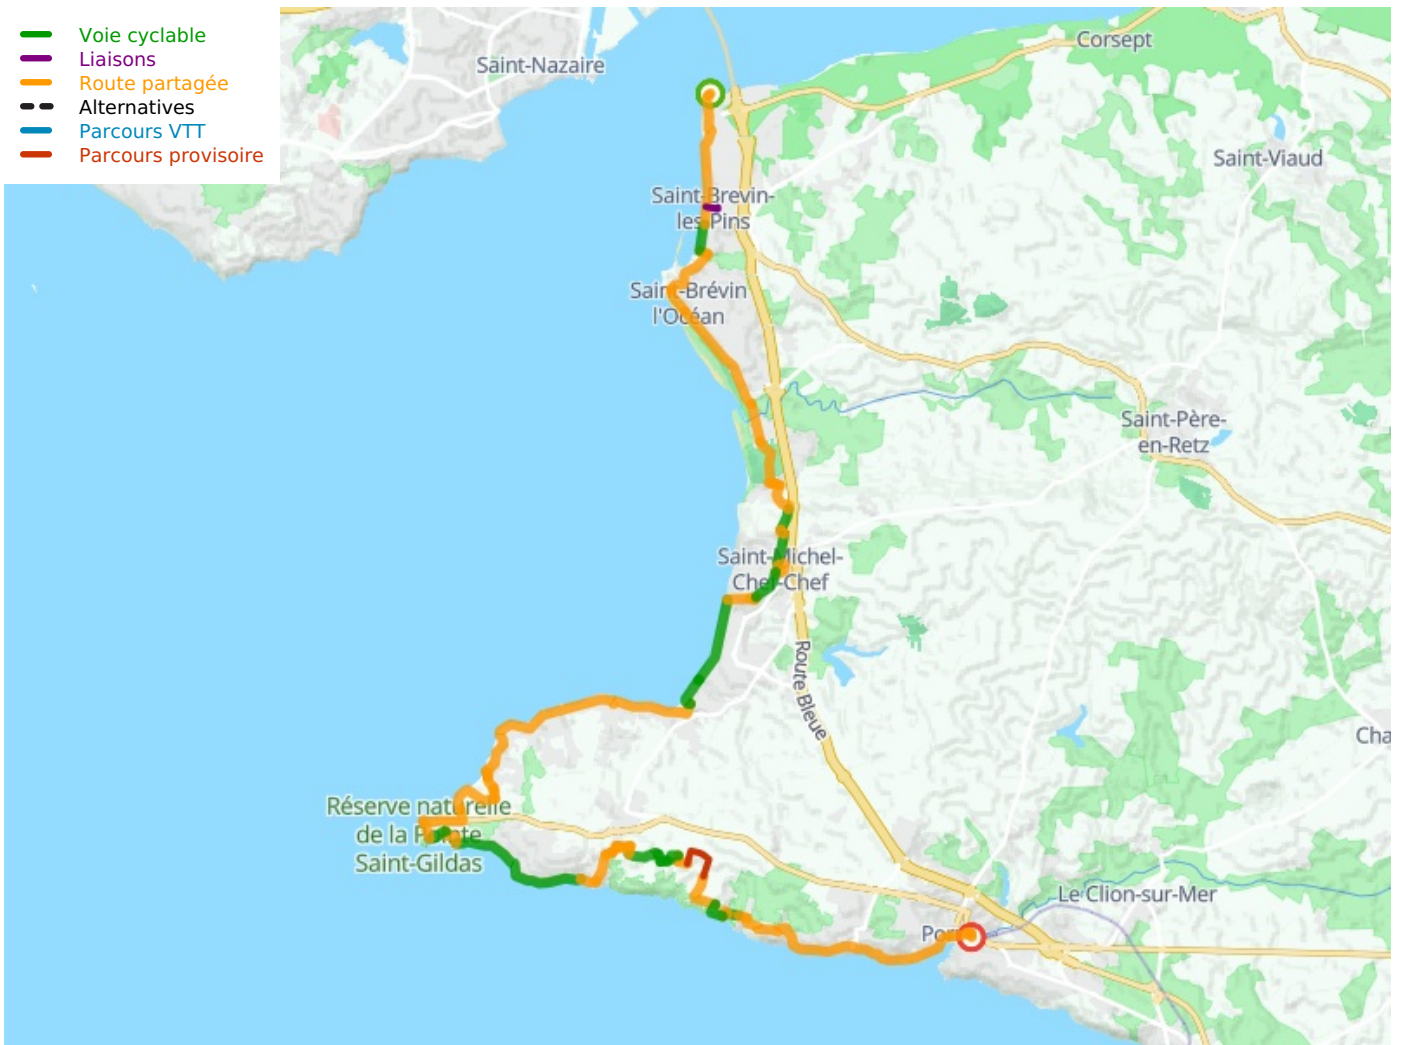 Voie cyclable
Liaisons
Route partagée
Alternatives
Parcours VTT
Parcours provisoire
Corsept
Saint-Nazaire
Saint-Viaud
Saint-Brevin-
les-Pins
Saint-Brévin
l'Océan
Saint-Père-
en-Retz
Saint-Michel-
Chef-Chef
Route Bleue
Cha
Réserve naturelle
de la Pointe
Saint-Gildas
Le Clion-sur-Mer
Por